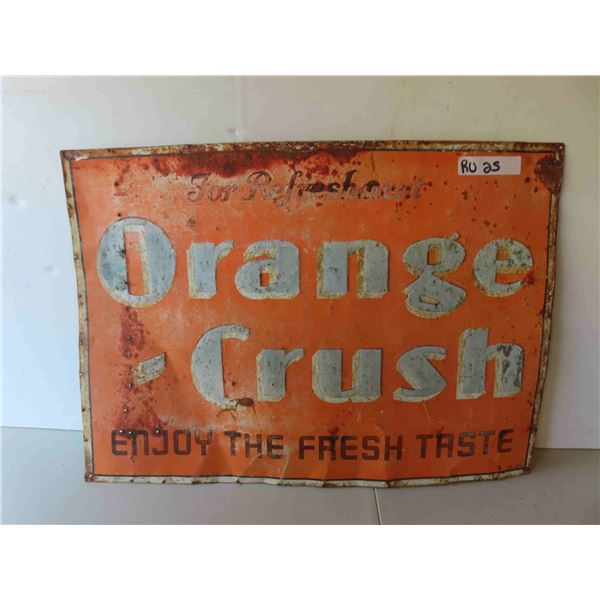 For Refreshment
RU 25
Orange
-Crush
ENJOY THE FRESH TASTE